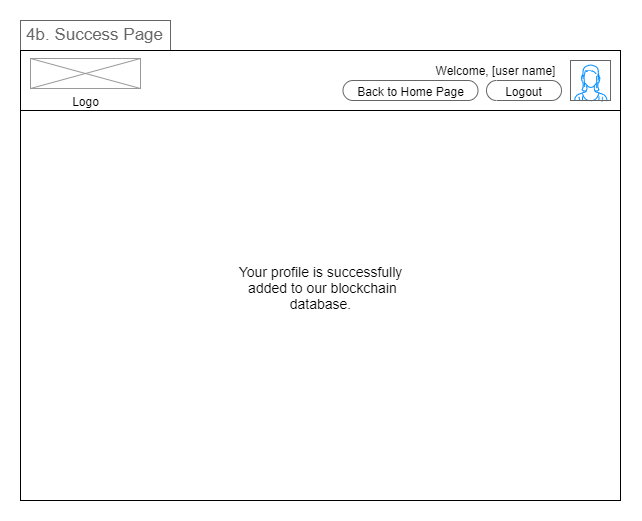 4b. Success Page
Welcome, [user name]
Back to Home Page
Logout
Logo
Your profile is successfully
added to our blockchain
database.